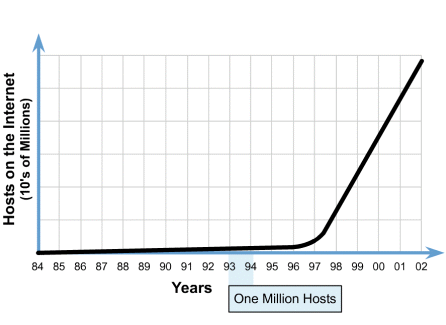 Hosts on the Internet
(10's of Millions)
84 85 86 87 88 89 90 91 92 93 94 95 96 97 98 99 00 01 02
Years
One Million Hosts